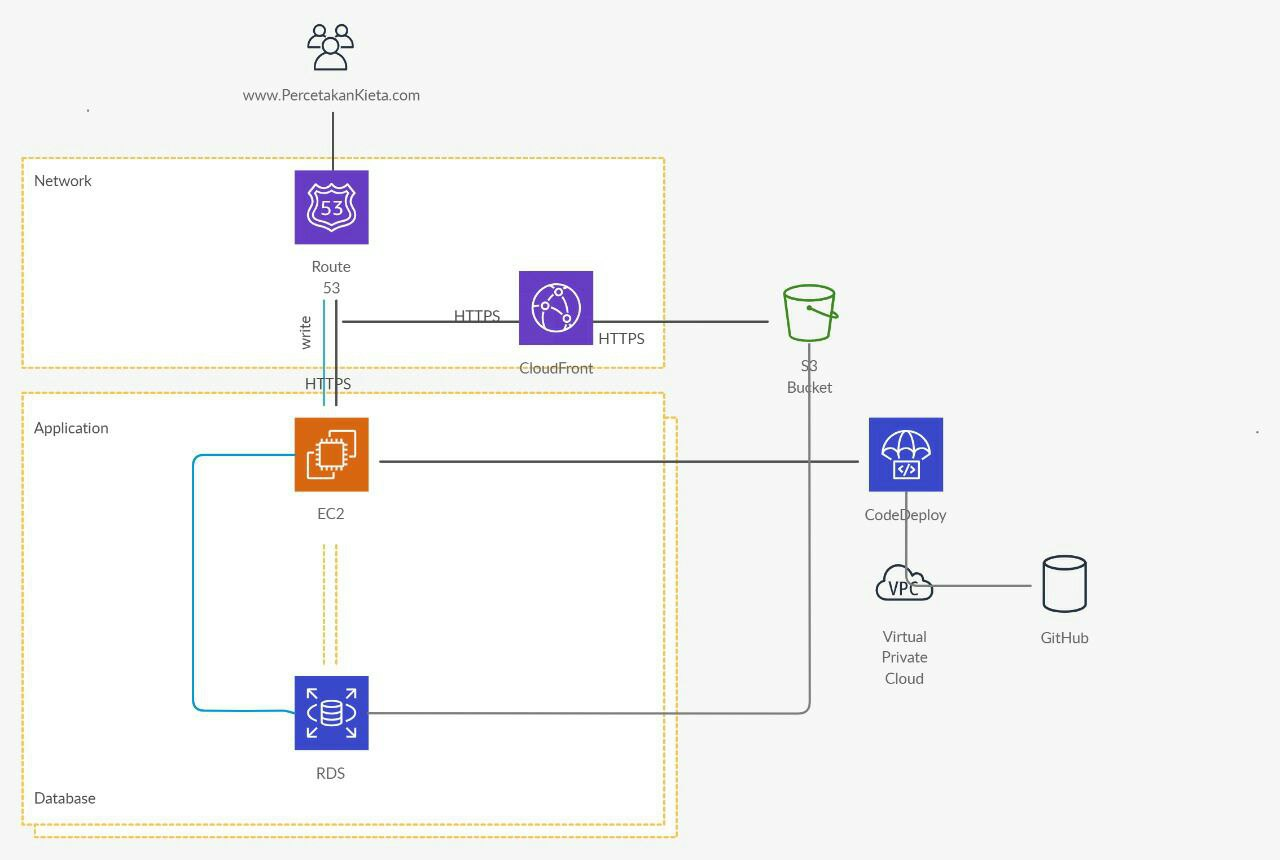 www.PercetakanKieta.com
Network
53
Route
53
write
HTTPS
HTTPS
HTTPS
CloudFront
S3
Bucket
Application
EC2
CodeDeploy
VPC
Virtual
Private
Cloud
GitHub
RDS
Database